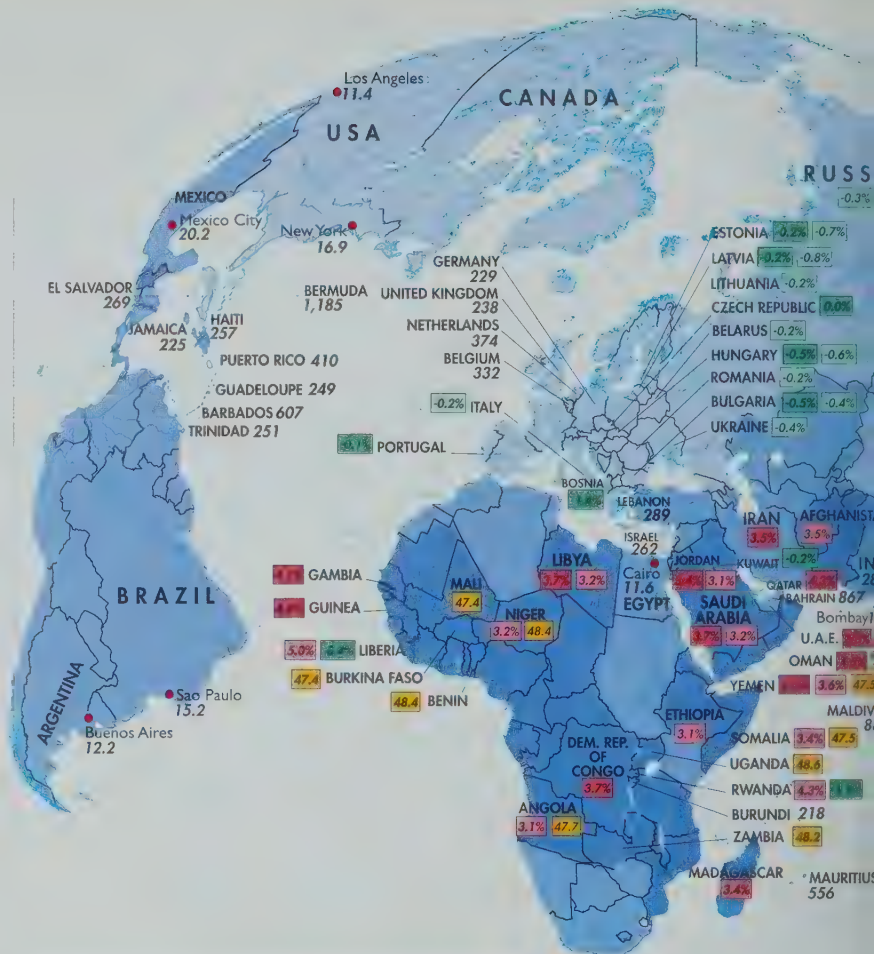 Los Angeles
11.4
CANADA
USA
MEXICO
Mexico City
20.2
New York
16.9
EL SALVADOR
269
JAMAICA
225
HAITI
257
BERMUDA
1,185
PUERTO RICO 410
GUADELOUPE 249
BARBADOS 607
TRINIDAD 251
GERMANY
229
UNITED KINGDOM
238
NETHERLANDS
374
BELGIUM
332
-0.2% ITALY
-0.1% PORTUGAL
RUSS
-0.3%
ESTONIA -0.2% -0.7%
LATVIA -0.2% -0.8%
LITHUANIA -0.2%
CZECH REPUBLIC 0.0%
BELARUS -0.2%
HUNGARY -0.5% -0.6%
ROMANIA -0.2%
BULGARIA -0.5% -0.4%
UKRAINE -0.4%
BOSNIA
LEBANON
289
ISRAEL
262
Cairo
11.6
EGYPT
IRAN
3.5%
AFGHANISTA
3.5%
JORDAN
3.1%
KUWAIT -0.2%
QATAR
BAHRAIN 867
IN
SAUDI
ARABIA
3.7% 3.2%
Bombay
U.A.E.
OMAN
YEMEN 3.6% 47.5
MALDIV
LIBYA
3.7% 3.2%
MALI
47.4
NIGER
3.2% 48.4
GAMBIA
GUINEA
5.0% LIBERIA
47.4 BURKINA FASO
48.4 BENIN
BRAZIL
ARGENTINA
Sao Paulo
15.2
Buenos Aires
12.2
ETHIOPIA
3.1%
DEM. REP.
OF
CONGO
3.7%
ANGOLA
3.1% 47.7
SOMALIA 3.4% 47.5
UGANDA 48.6
RWANDA 4.3%
BURUNDI 218
ZAMBIA 48.2
MADAGASCAR
3.4%
MAURITIUS
556